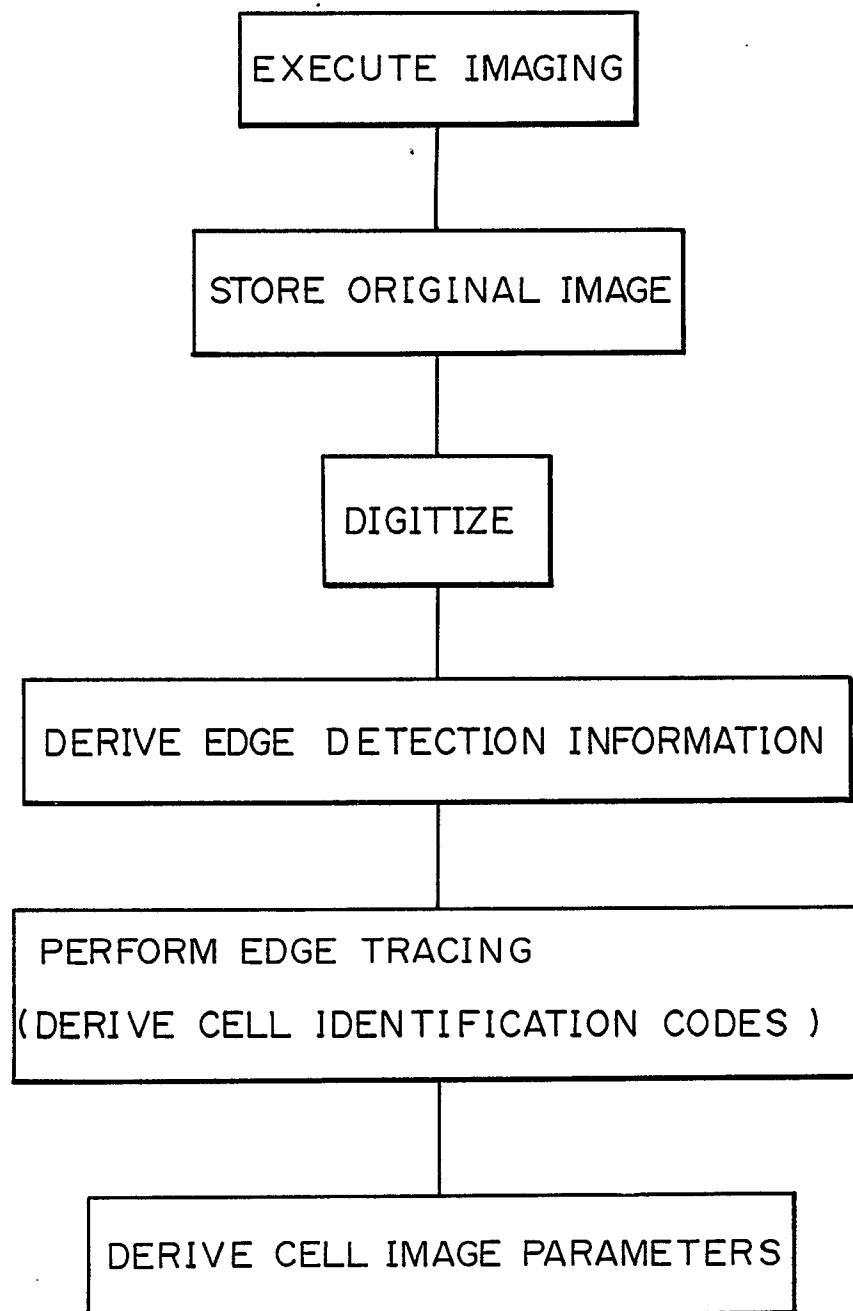 EXECUTE IMAGING
STORE ORIGINAL IMAGE
DIGITIZE
DERIVE EDGE DETECTION INFORMATION
PERFORM EDGE TRACING
(DERIVE CELL IDENTIFICATION CODES )
DERIVE CELL IMAGE PARAMETERS